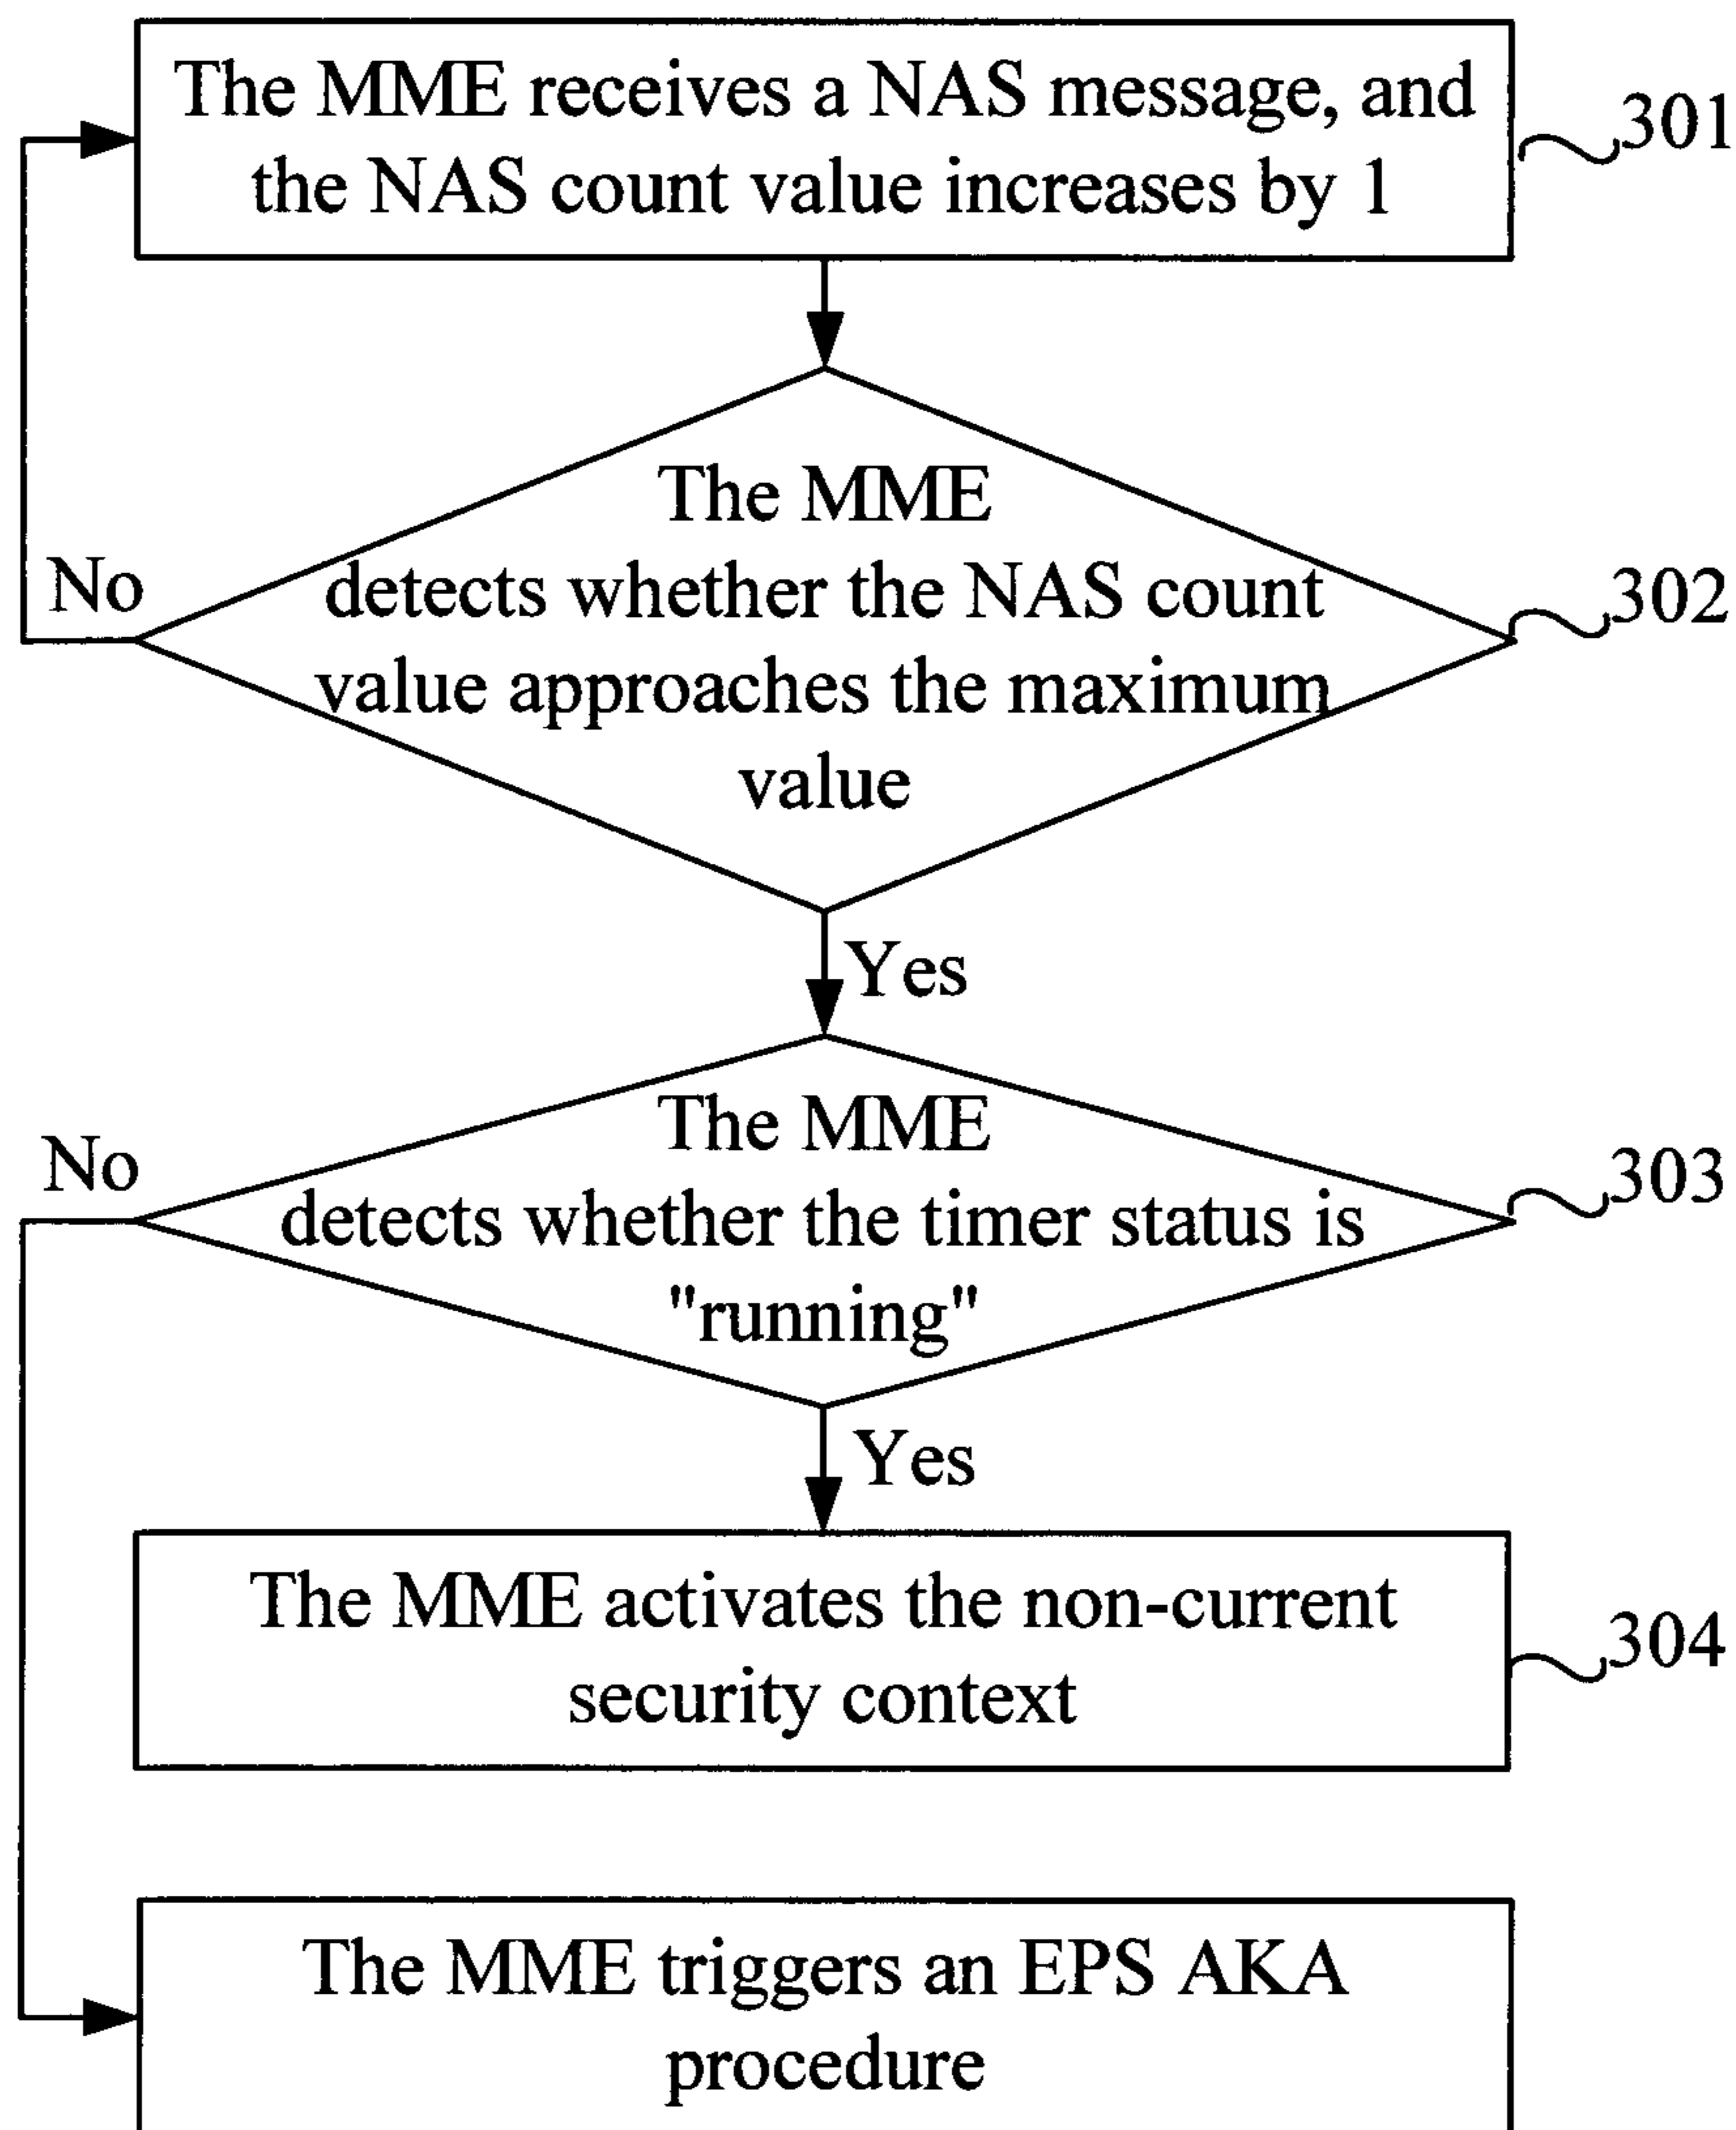 The MME receives a NAS message, and
the NAS count value increases by 1
301
The MME
detects whether the NAS count
value approaches the maximum
value
302
No
Yes
The MME
detects whether the timer status is
"running"
303
No
Yes
The MME activates the non-current
security context
304
The MME triggers an EPS AKA
procedure